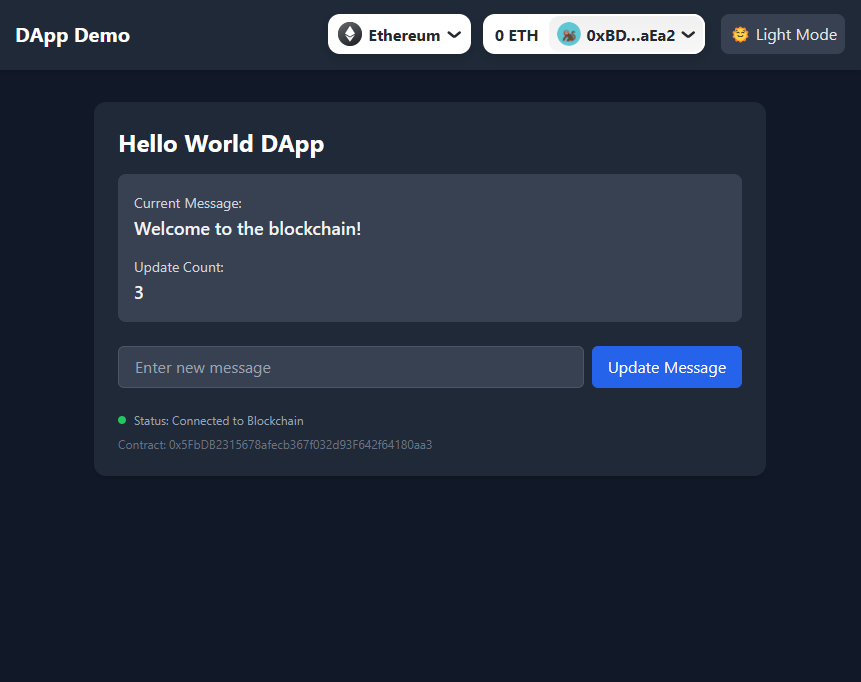 DApp Demo
Ethereum
0 ETH 0xBD...aEa2
Light Mode
Hello World DApp
Current Message:
Welcome to the blockchain!
Update Count:
3
Enter new message
Update Message
Status: Connected to Blockchain
Contract: 0x5FbDB2315678afecb367f032d93F642f64180aa3